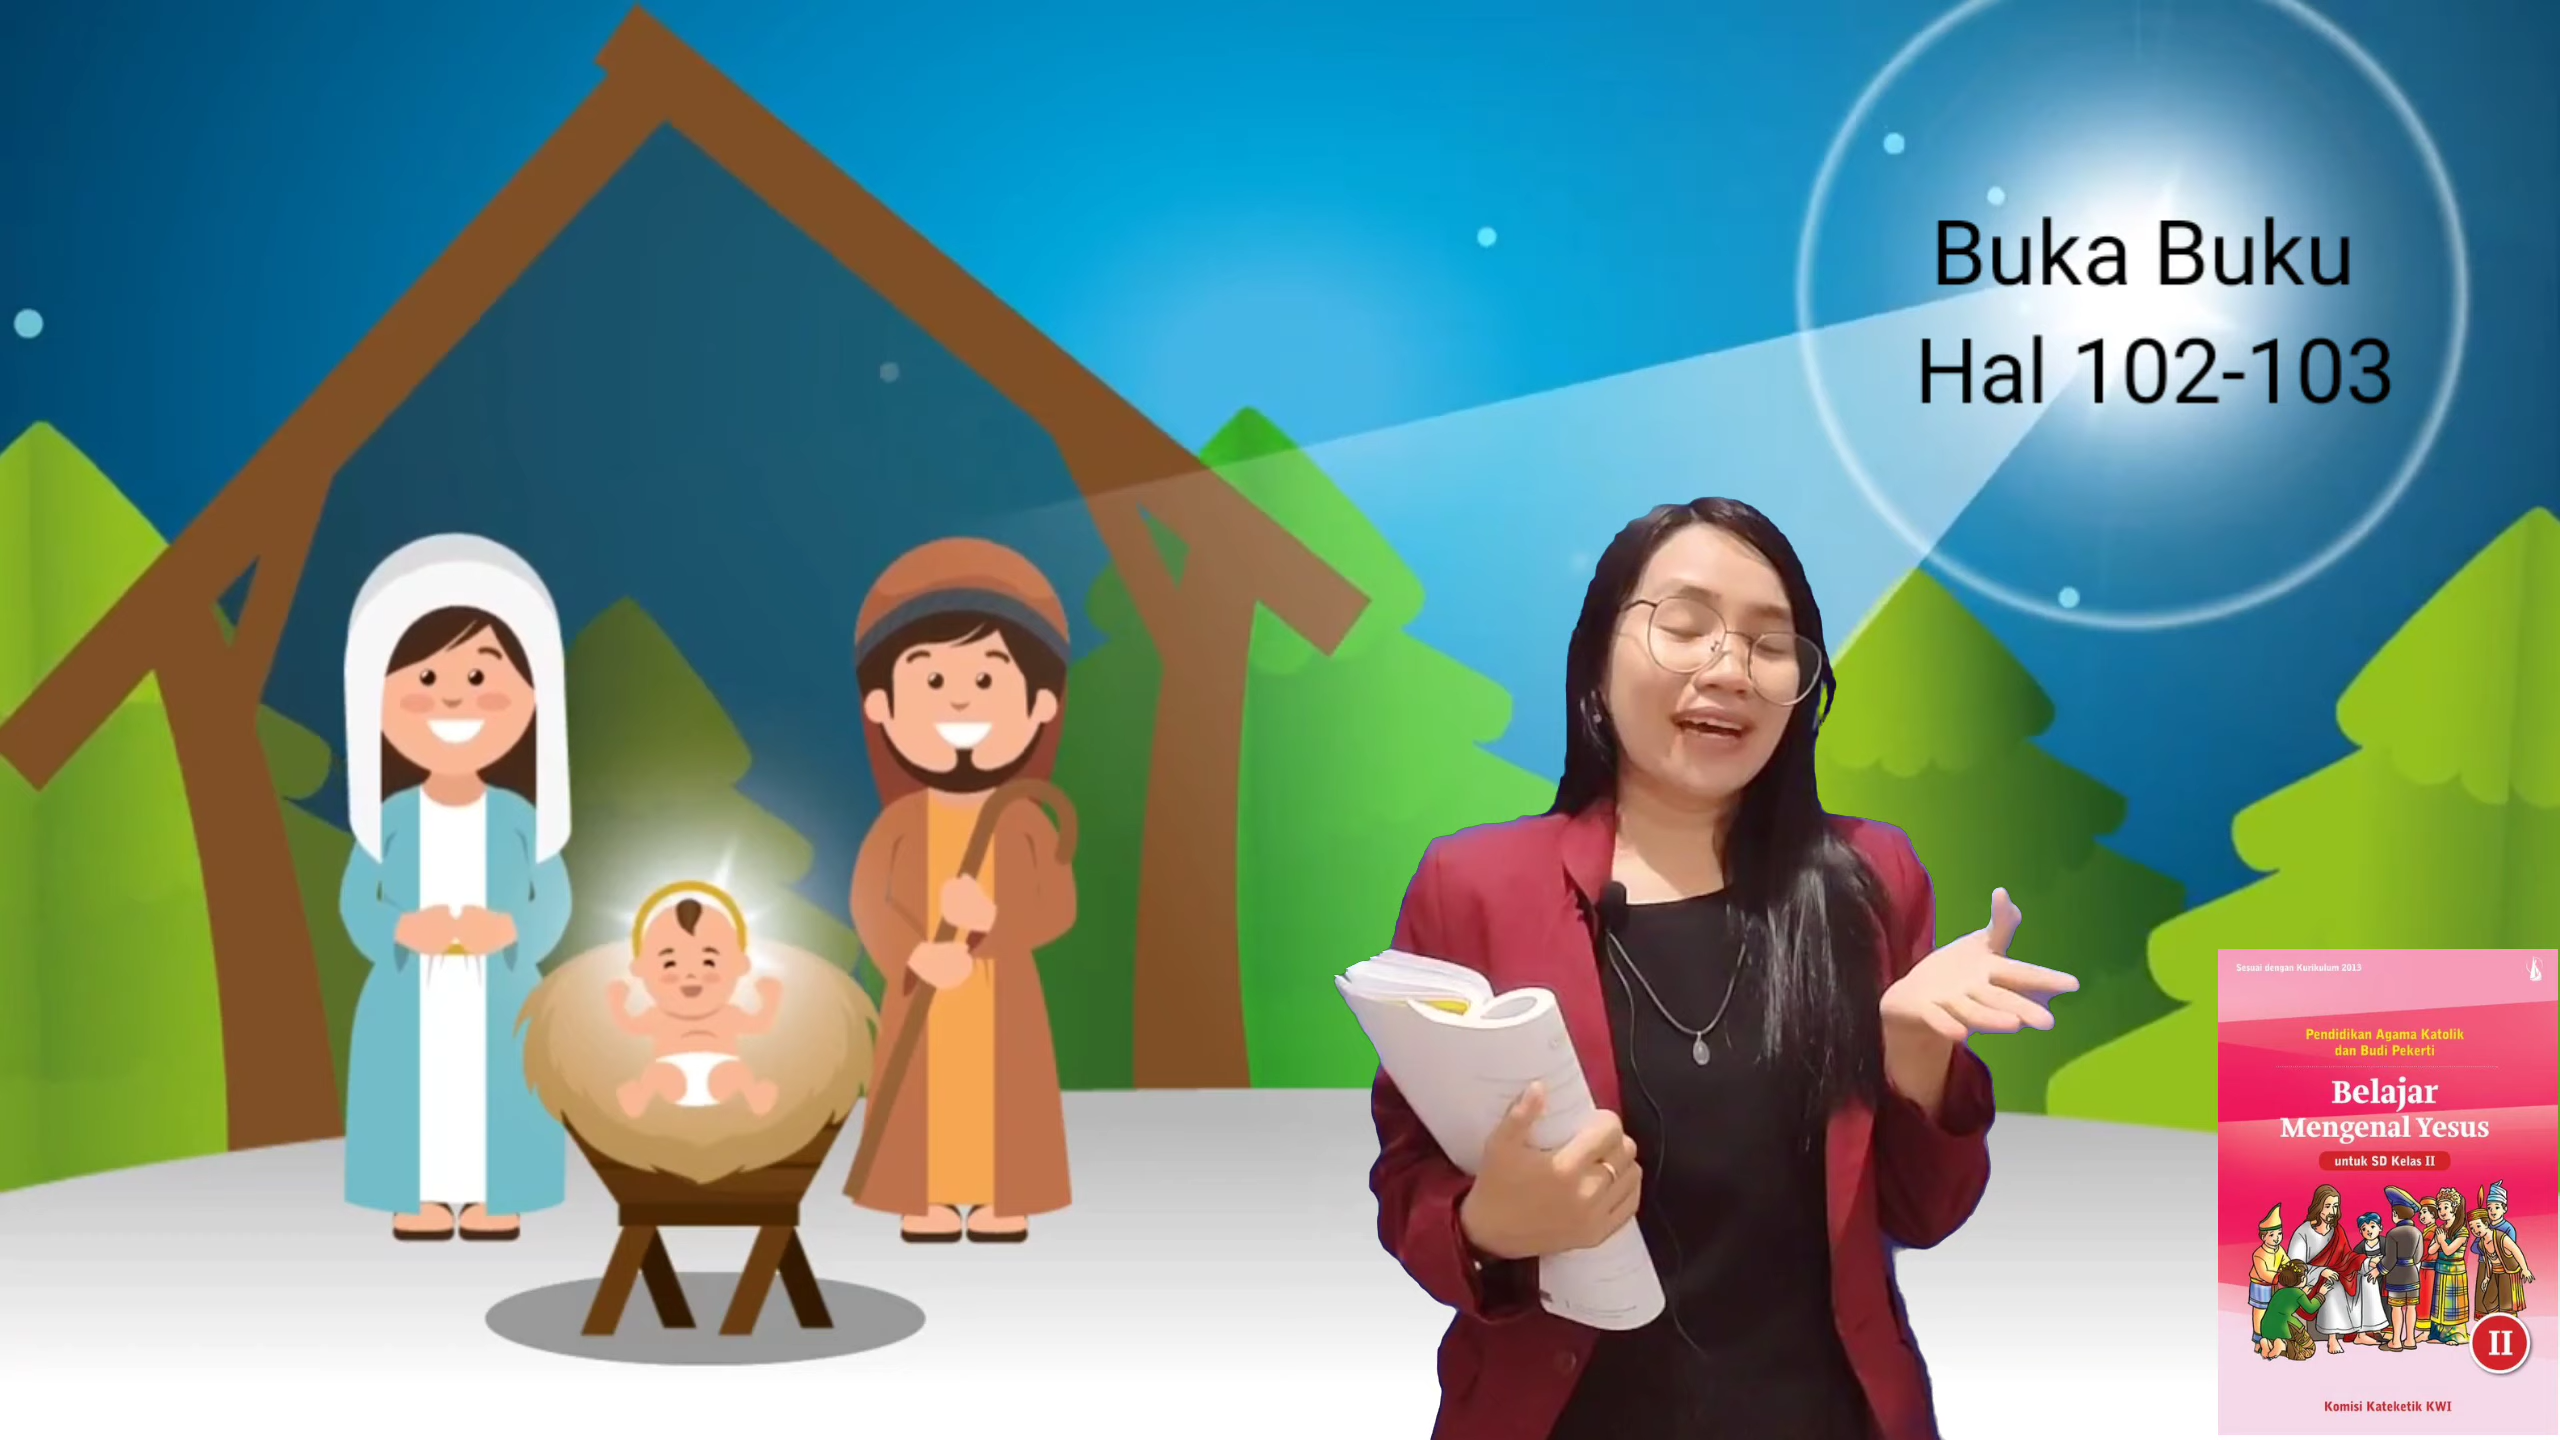 Buka Buku
Hal 102-103
Sesuai dengan Kurikulum 2013
Pendidikan Agama Katolik
dan Budi Pekerti
Belajar
Mengenal Yesus
untuk SD Kelas II
II
Komisi Kateketik KWI